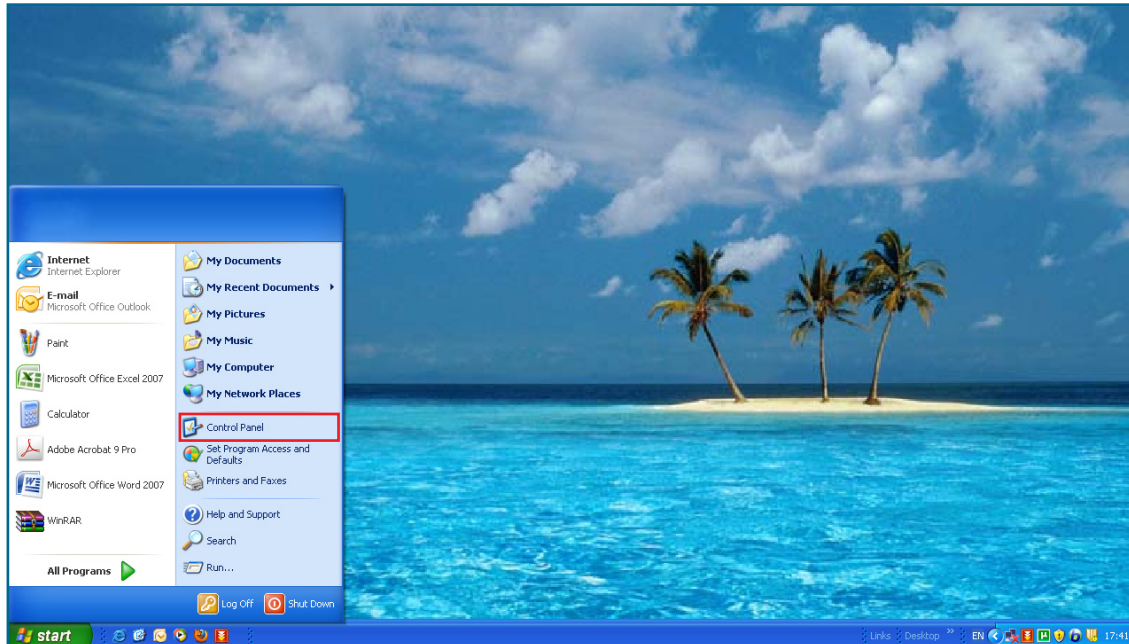 Internet
Internet Explorer
E-mail
Microsoft Office Outlook
Paint
Microsoft Office Excel 2007
Calculator
Adobe Acrobat 9 Pro
Microsoft Office Word 2007
WinRAR
All Programs
My Documents
My Recent Documents
My Pictures
My Music
My Computer
My Network Places
Control Panel
Set Program Access and
Defaults
Printers and Faxes
Help and Support
Search
Run...
Log Off Shut Down
start Links Desktop » EN 17:41